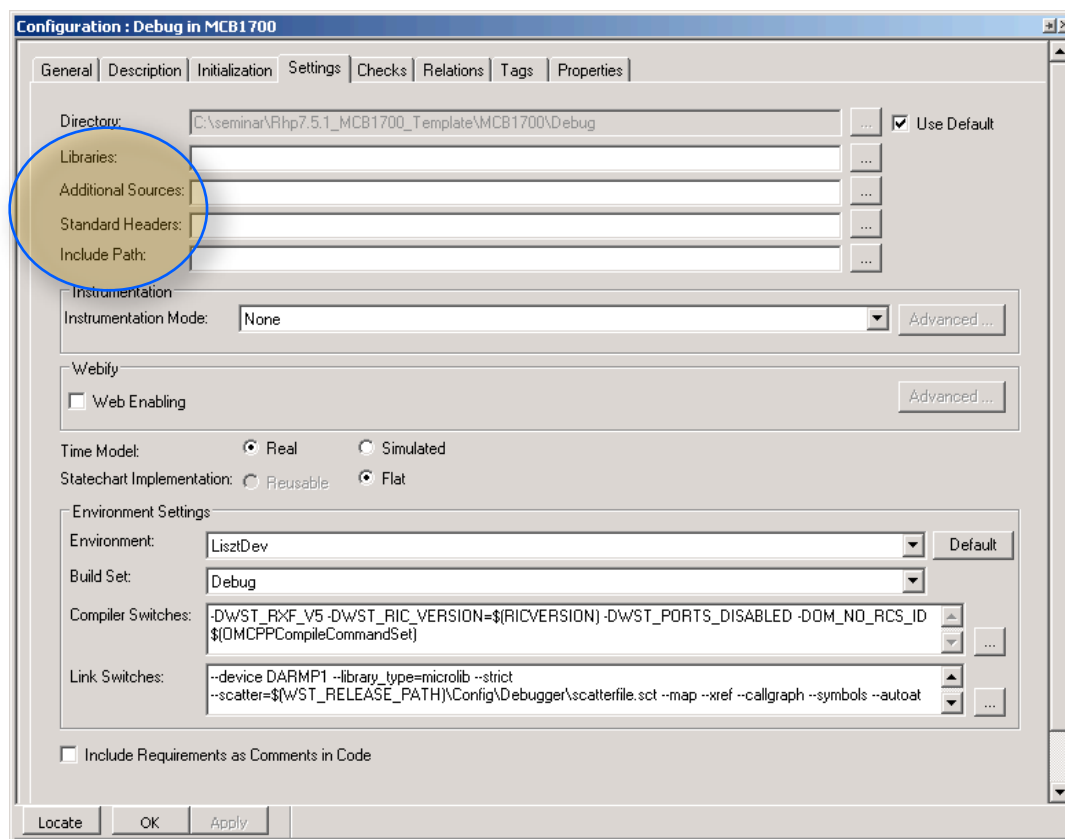 Configuration : Debug in MCB1700
General Description Initialization Settings Checks Relations Tags Properties
Directory: C:\seminar\Rhp7.5.1_MCB1700_Template\MCB1700\Debug ... Use Default
Libraries: ...
Additional Sources: ...
Standard Headers: ...
Include Path: ...
Instrumentation
Instrumentation Mode: None Advanced ...
Webify
Web Enabling Advanced ...
Time Model: Real Simulated
Statechart Implementation: Reusable Flat
Environment Settings
Environment: LisztDev Default
Build Set: Debug
Compiler Switches: -DWST_RXF_V5 -DWST_RIC_VERSION=$(RICVERSION) -DWST_PORTS_DISABLED -DOM_NO_RCS_ID
$(OMCPPCompileCommandSet) ...
Link Switches: --device DARMP1 --library_type=microlib --strict
--scatter=$(WST_RELEASE_PATH)\Config\Debugger\scatterfile.sct --map --xref --callgraph --symbols --autoat ...
Include Requirements as Comments in Code
Locate OK Apply